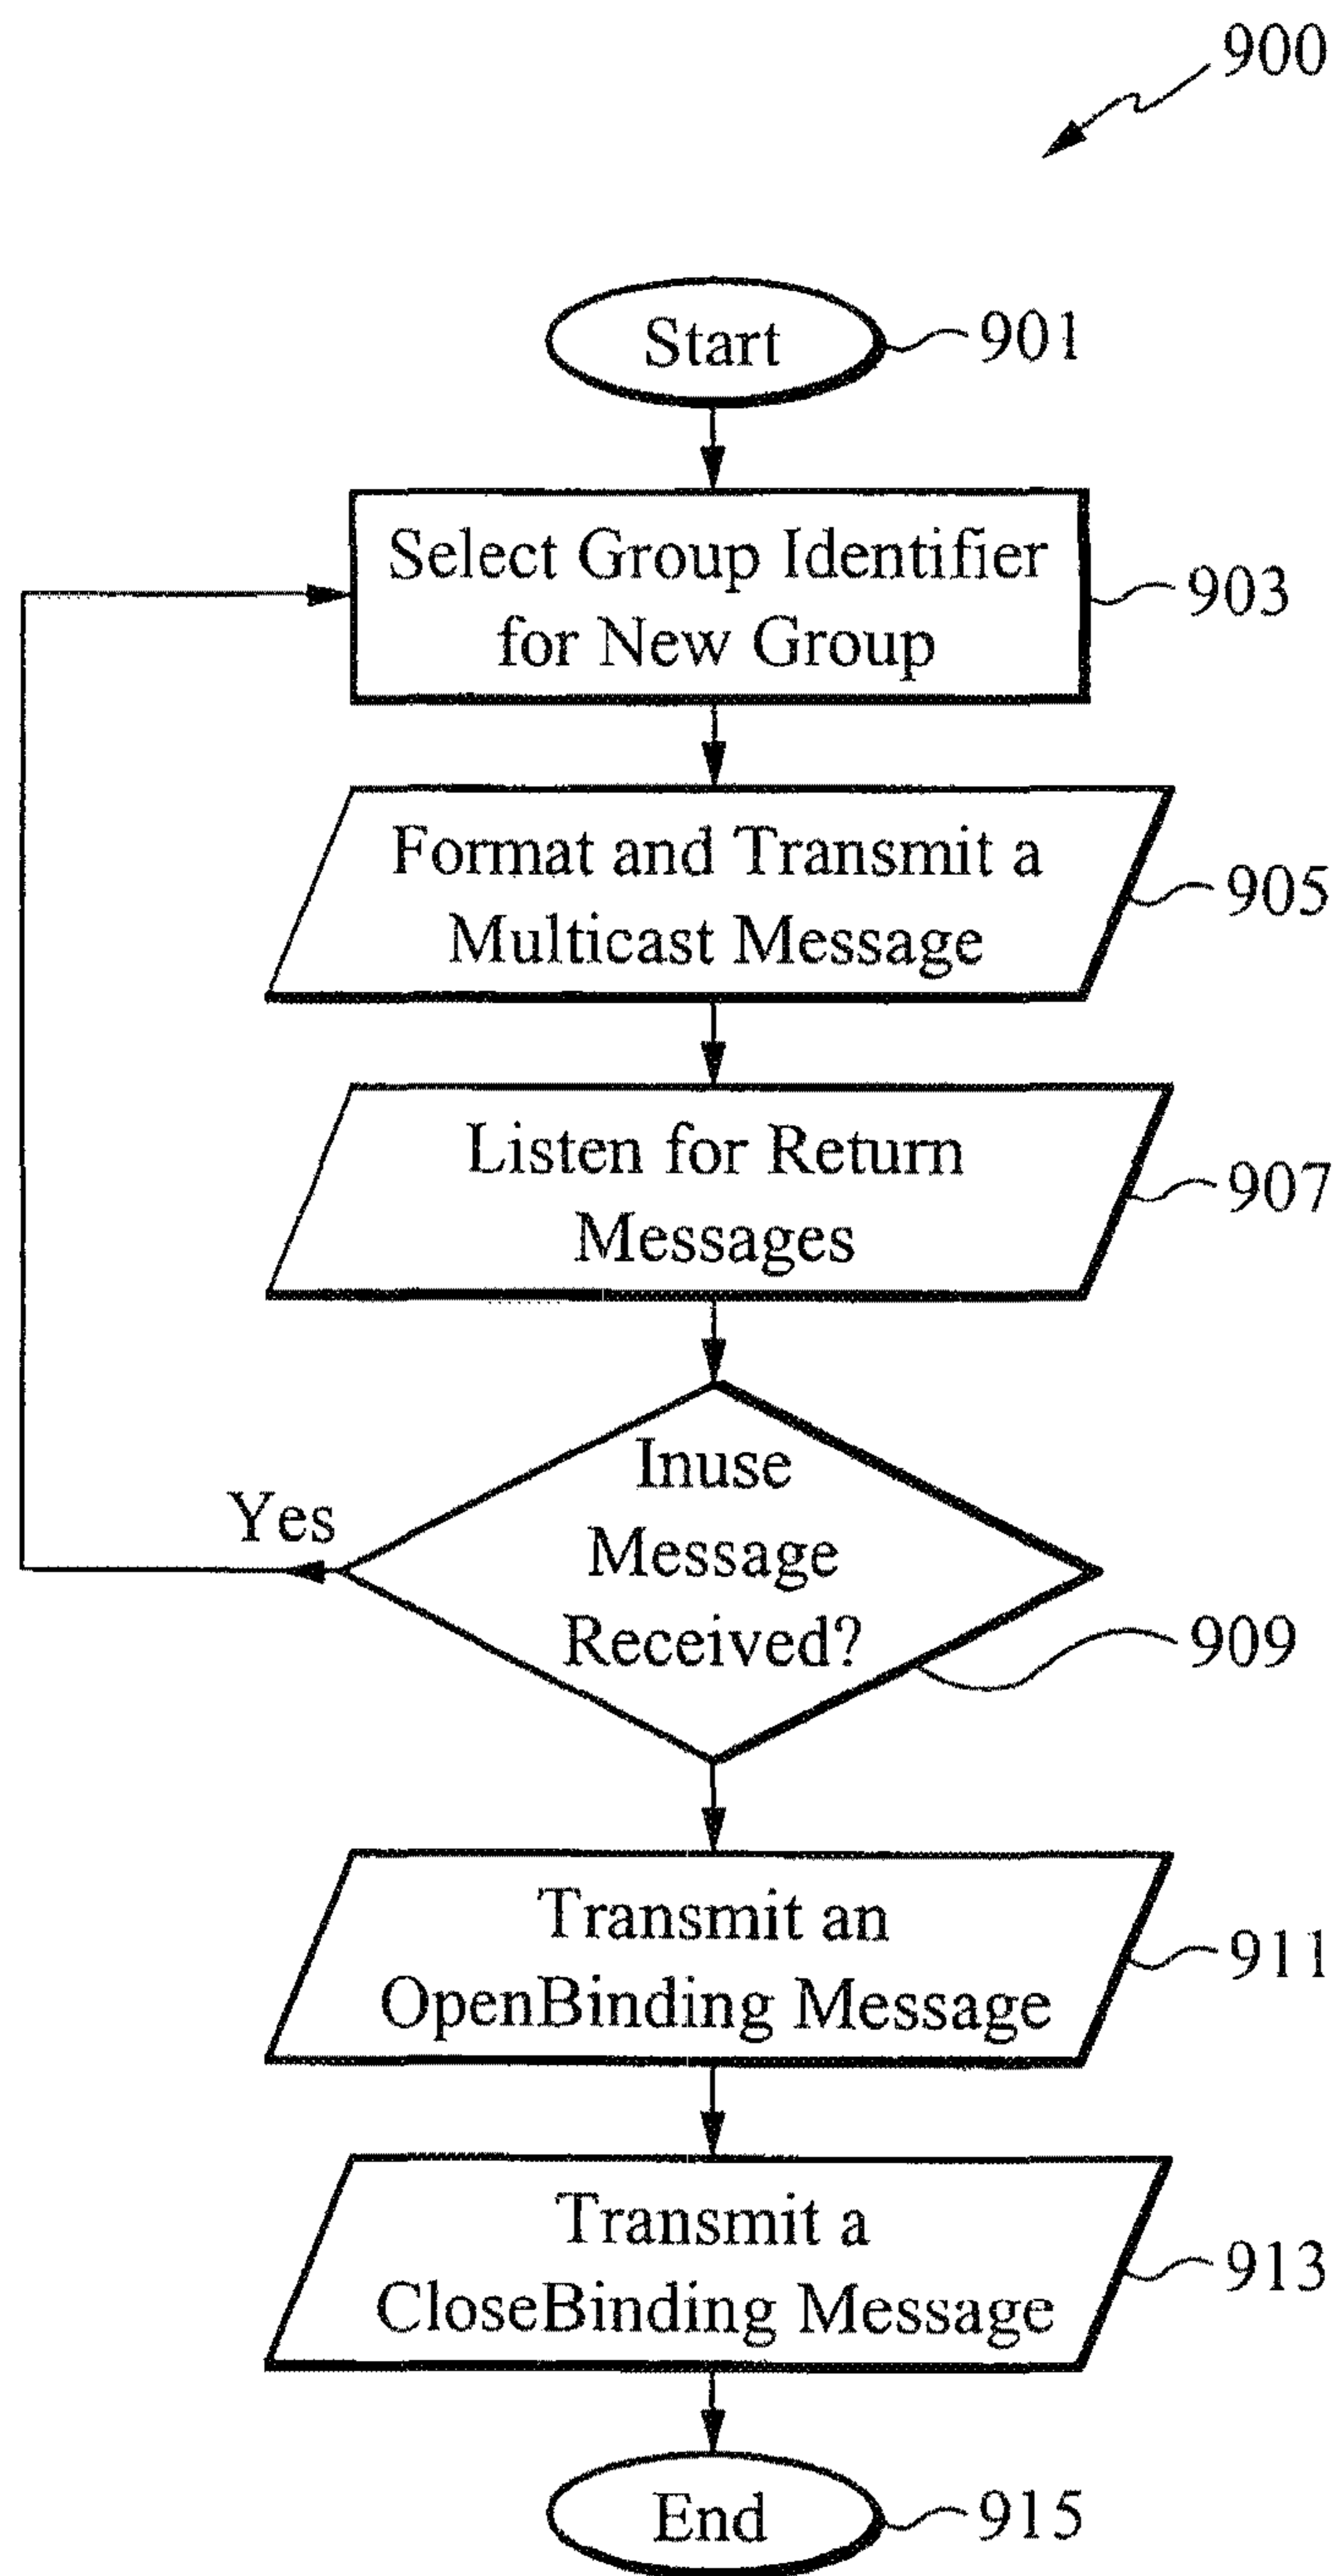 900
Start
901
Select Group Identifier
for New Group
903
Format and Transmit a
Multicast Message
905
Listen for Return
Messages
907
Inuse
Message
Received?
Yes
909
Transmit an
OpenBinding Message
911
Transmit a
CloseBinding Message
913
End
915